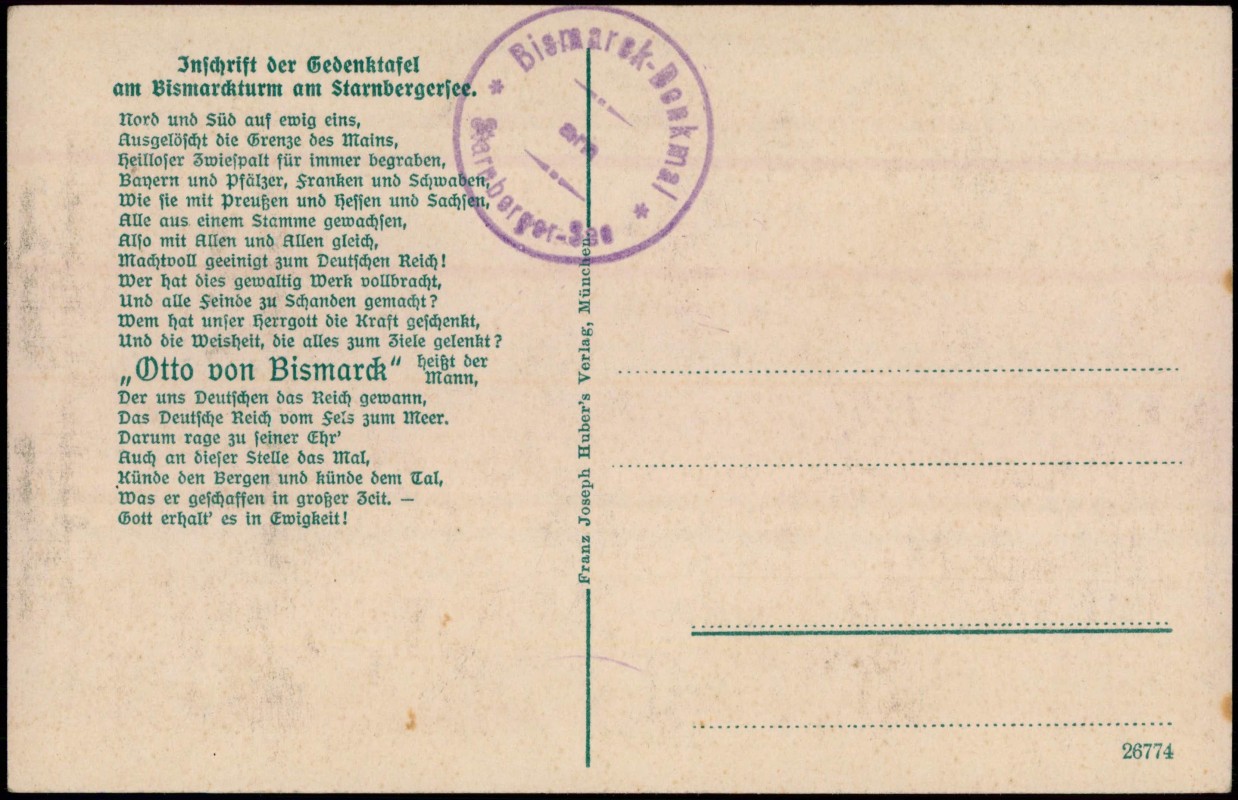 Inschrift der Gedenktafel
am Bismarckturm am Starnbergersee.
Nord und Süd auf ewig eins,
Ausgelöscht die Grenze des Mains,
Heilloser Zwiespalt für immer begraben,
Bayern und Pfälzer, Franken und Schwaben,
Wie sie mit Preußen und Hessen und Sachsen,
Alle aus einem Stamme gewachsen,
Also mit Allen und Allen gleich,
Machtvoll geeinigt zum Deutschen Reich!
Wer hat dies gewaltig Werk vollbracht,
Und alle Feinde zu Schanden gemacht?
Wem hat unser Herrgott die Kraft geschenkt,
Und die Weisheit, die alles zum Ziele gelenkt?
„Otto von Bismarck“ heißt der
Mann,
Der uns Deutschen das Reich gewann,
Das Deutsche Reich vom Fels zum Meer.
Darum rage zu seiner Ehr'
Auch an dieser Stelle das Mal,
Künde den Bergen und künde dem Tal,
Was er geschaffen in großer Zeit. —
Gott erhalt' es in Ewigkeit!
* Bismarck-Denkmal *
am
Starnberger-See
Franz Joseph Huber's Verlag, München
26774